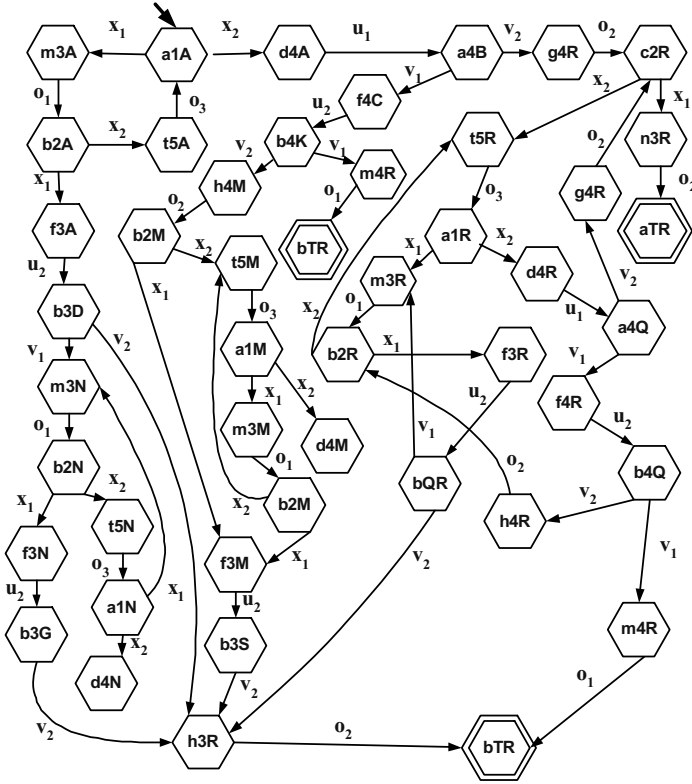 x1 x2 u1 v2 o2
m3A a1A d4A a4B g4R c2R
o1 o3 v1 x2 x1
f4C
u2
b2A x2 t5A b4K t5R n3R
v2 v1 o2 o2
x1 h4M m4R o3 g4R aTR
o2 o1
f3A b2M bTR a1R
x2 x1 x2
u2 x1 t5M m3R d4R v2
o3 x2 o1 u1
b3D a1M b2R x1 f3R a4Q
v1 v2 x1 x2 v1
m3N m3M d4M u2 f4R
o1 o1 v1 u2
b2N b2M bQR o2 b4Q
x1 x2 x2 v2
t5N h4R
f3N o3 f3M x1 v2 v1
u2 x1 u2
a1N
b3G x2 b3S m4R
d4N v2 o1
v2 h3R o2 bTR